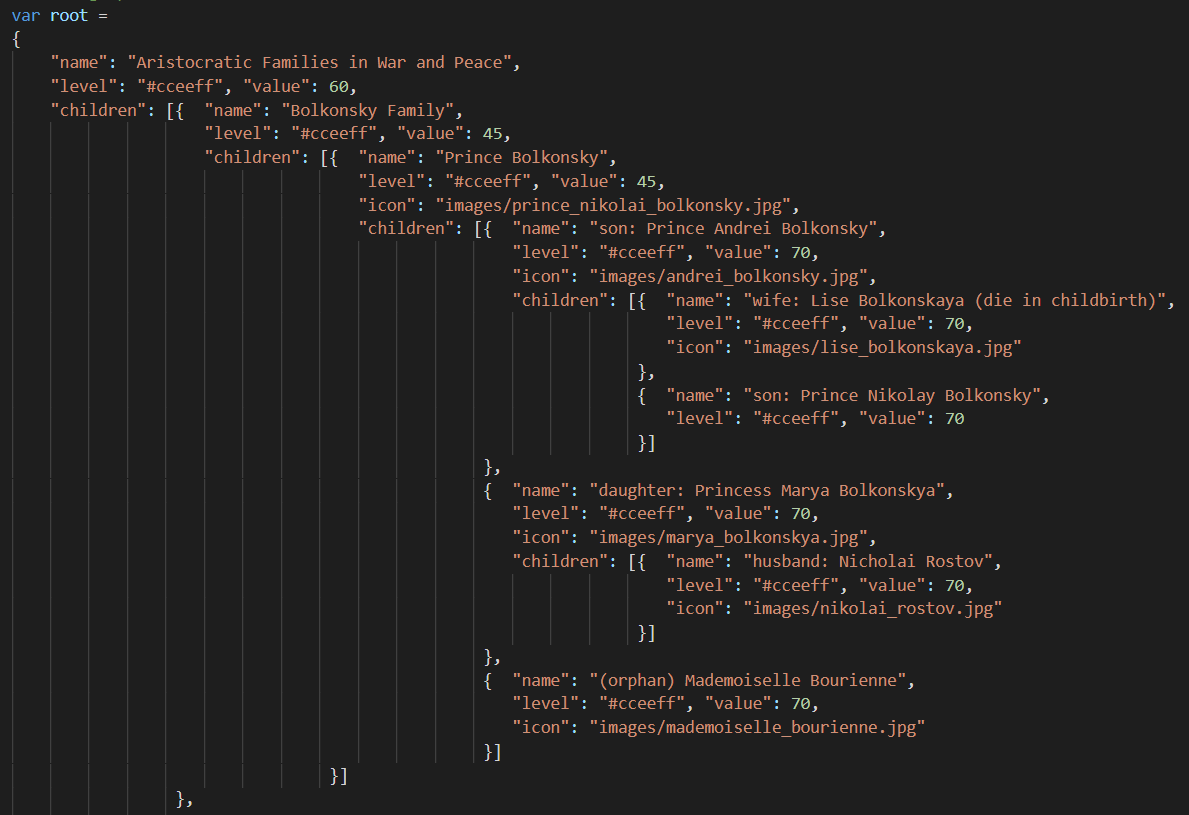 var root =
{
    "name": "Aristocratic Families in War and Peace",
    "level": "#cceeff", "value": 60,
    "children": [{  "name": "Bolkonsky Family",
                    "level": "#cceeff", "value": 45,
                    "children": [{  "name": "Prince Bolkonsky",
                                    "level": "#cceeff", "value": 45,
                                    "icon": "images/prince_nikolai_bolkonsky.jpg",
                                    "children": [{  "name": "son: Prince Andrei Bolkonsky",
                                                    "level": "#cceeff", "value": 70,
                                                    "icon": "images/andrei_bolkonsky.jpg",
                                                    "children": [{  "name": "wife: Lise Bolkonskaya (die in childbirth)",
                                                                    "level": "#cceeff", "value": 70,
                                                                    "icon": "images/lise_bolkonskaya.jpg"
                                                                 },
                                                                 {  "name": "son: Prince Nikolay Bolkonsky",
                                                                    "level": "#cceeff", "value": 70
                                                                 }]
                                                 },
                                                 {  "name": "daughter: Princess Marya Bolkonskya",
                                                    "level": "#cceeff", "value": 70,
                                                    "icon": "images/marya_bolkonskya.jpg",
                                                    "children": [{  "name": "husband: Nicholai Rostov",
                                                                    "level": "#cceeff", "value": 70,
                                                                    "icon": "images/nikolai_rostov.jpg"
                                                                 }]
                                                 },
                                                 {  "name": "(orphan) Mademoiselle Bourienne",
                                                    "level": "#cceeff", "value": 70,
                                                    "icon": "images/mademoiselle_bourienne.jpg"
                                                 }]
                                 }]
                 },